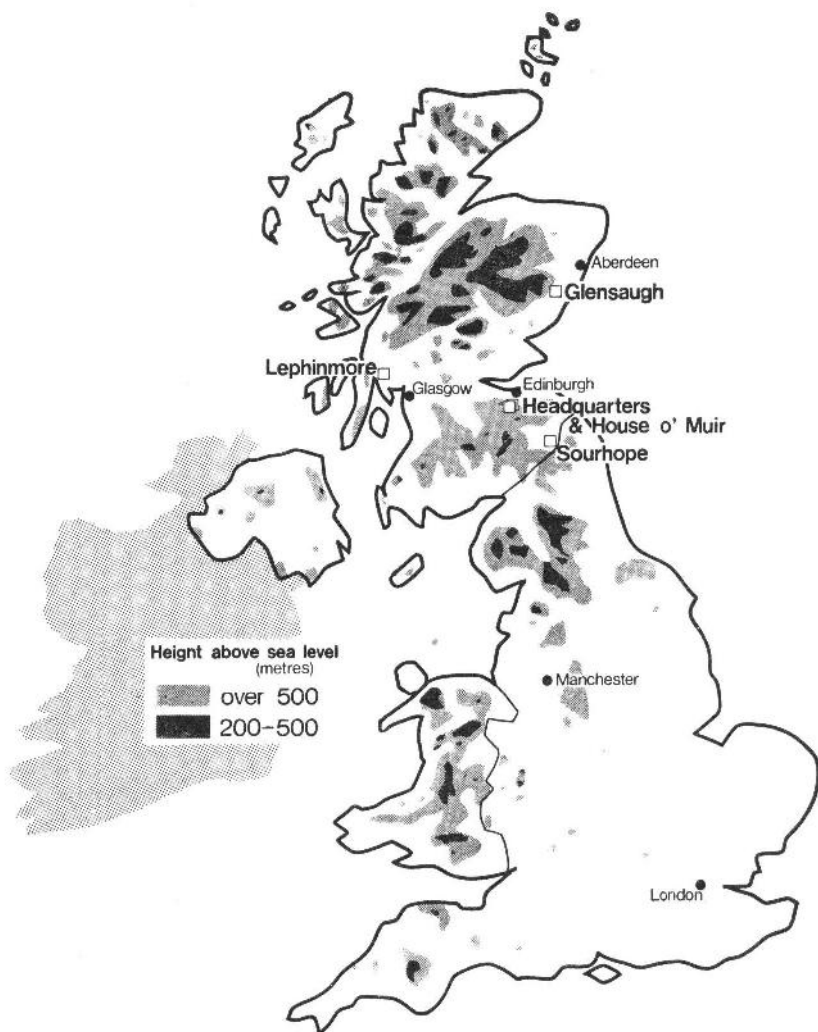 Aberdeen
Glensaugh
Lephinmore
Glasgow
Edinburgh
Headquarters
& House o' Muir
Sourhope
Height above sea level
(metres)
over 500
200-500
Manchester
London